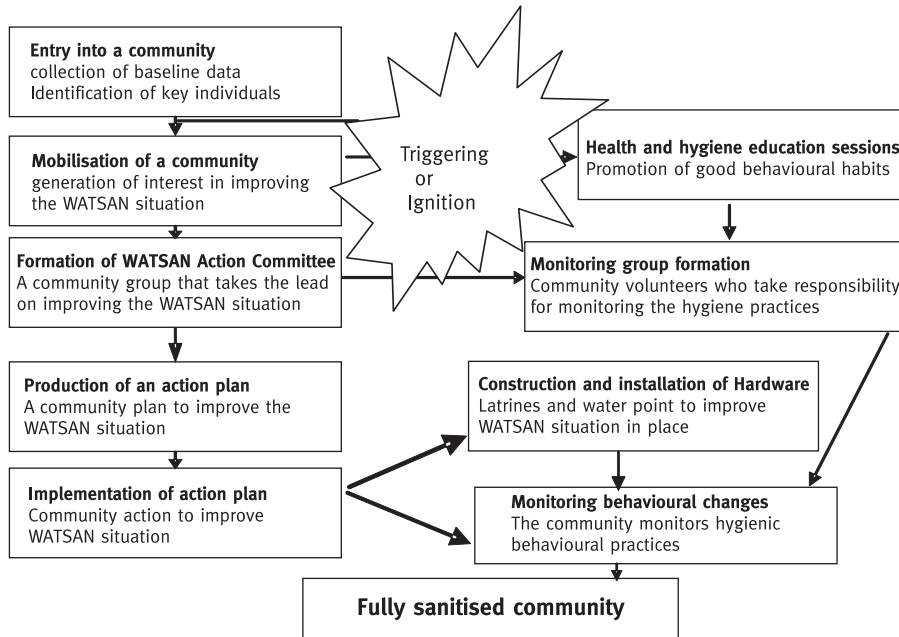 Entry into a community
collection of baseline data
Identification of key individuals
Mobilisation of a community
generation of interest in improving
the WATSAN situation
Triggering
or
Ignition
Health and hygiene education sessions
Promotion of good behavioural habits
Formation of WATSAN Action Committee
A community group that takes the lead
on improving the WATSAN situation
Monitoring group formation
Community volunteers who take responsibility
for monitoring the hygiene practices
Production of an action plan
A community plan to improve the
WATSAN situation
Construction and installation of Hardware
Latrines and water point to improve
WATSAN situation in place
Implementation of action plan
Community action to improve
WATSAN situation
Monitoring behavioural changes
The community monitors hygienic
behavioural practices
Fully sanitised community